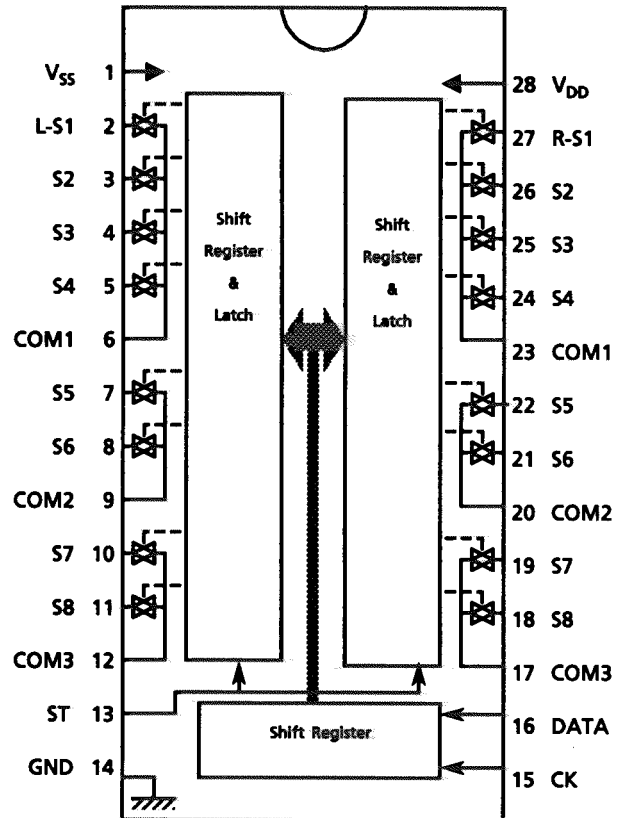 VSS 1
L-S1 2
S2 3
S3 4
S4 5
COM1 6
S5 7
S6 8
COM2 9
S7 10
S8 11
COM3 12
ST 13
GND 14
Shift
Register
&
Latch
Shift
Register
&
Latch
Shift Register
28 VDD
27 R-S1
26 S2
25 S3
24 S4
23 COM1
22 S5
21 S6
20 COM2
19 S7
18 S8
17 COM3
16 DATA
15 CK